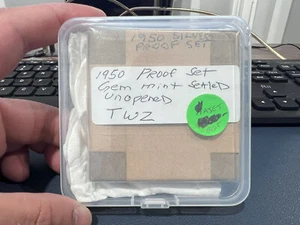 1950 SILVER
PROOF SET
1950 Proof Set
Gem mint sealed
unopened
TWZ